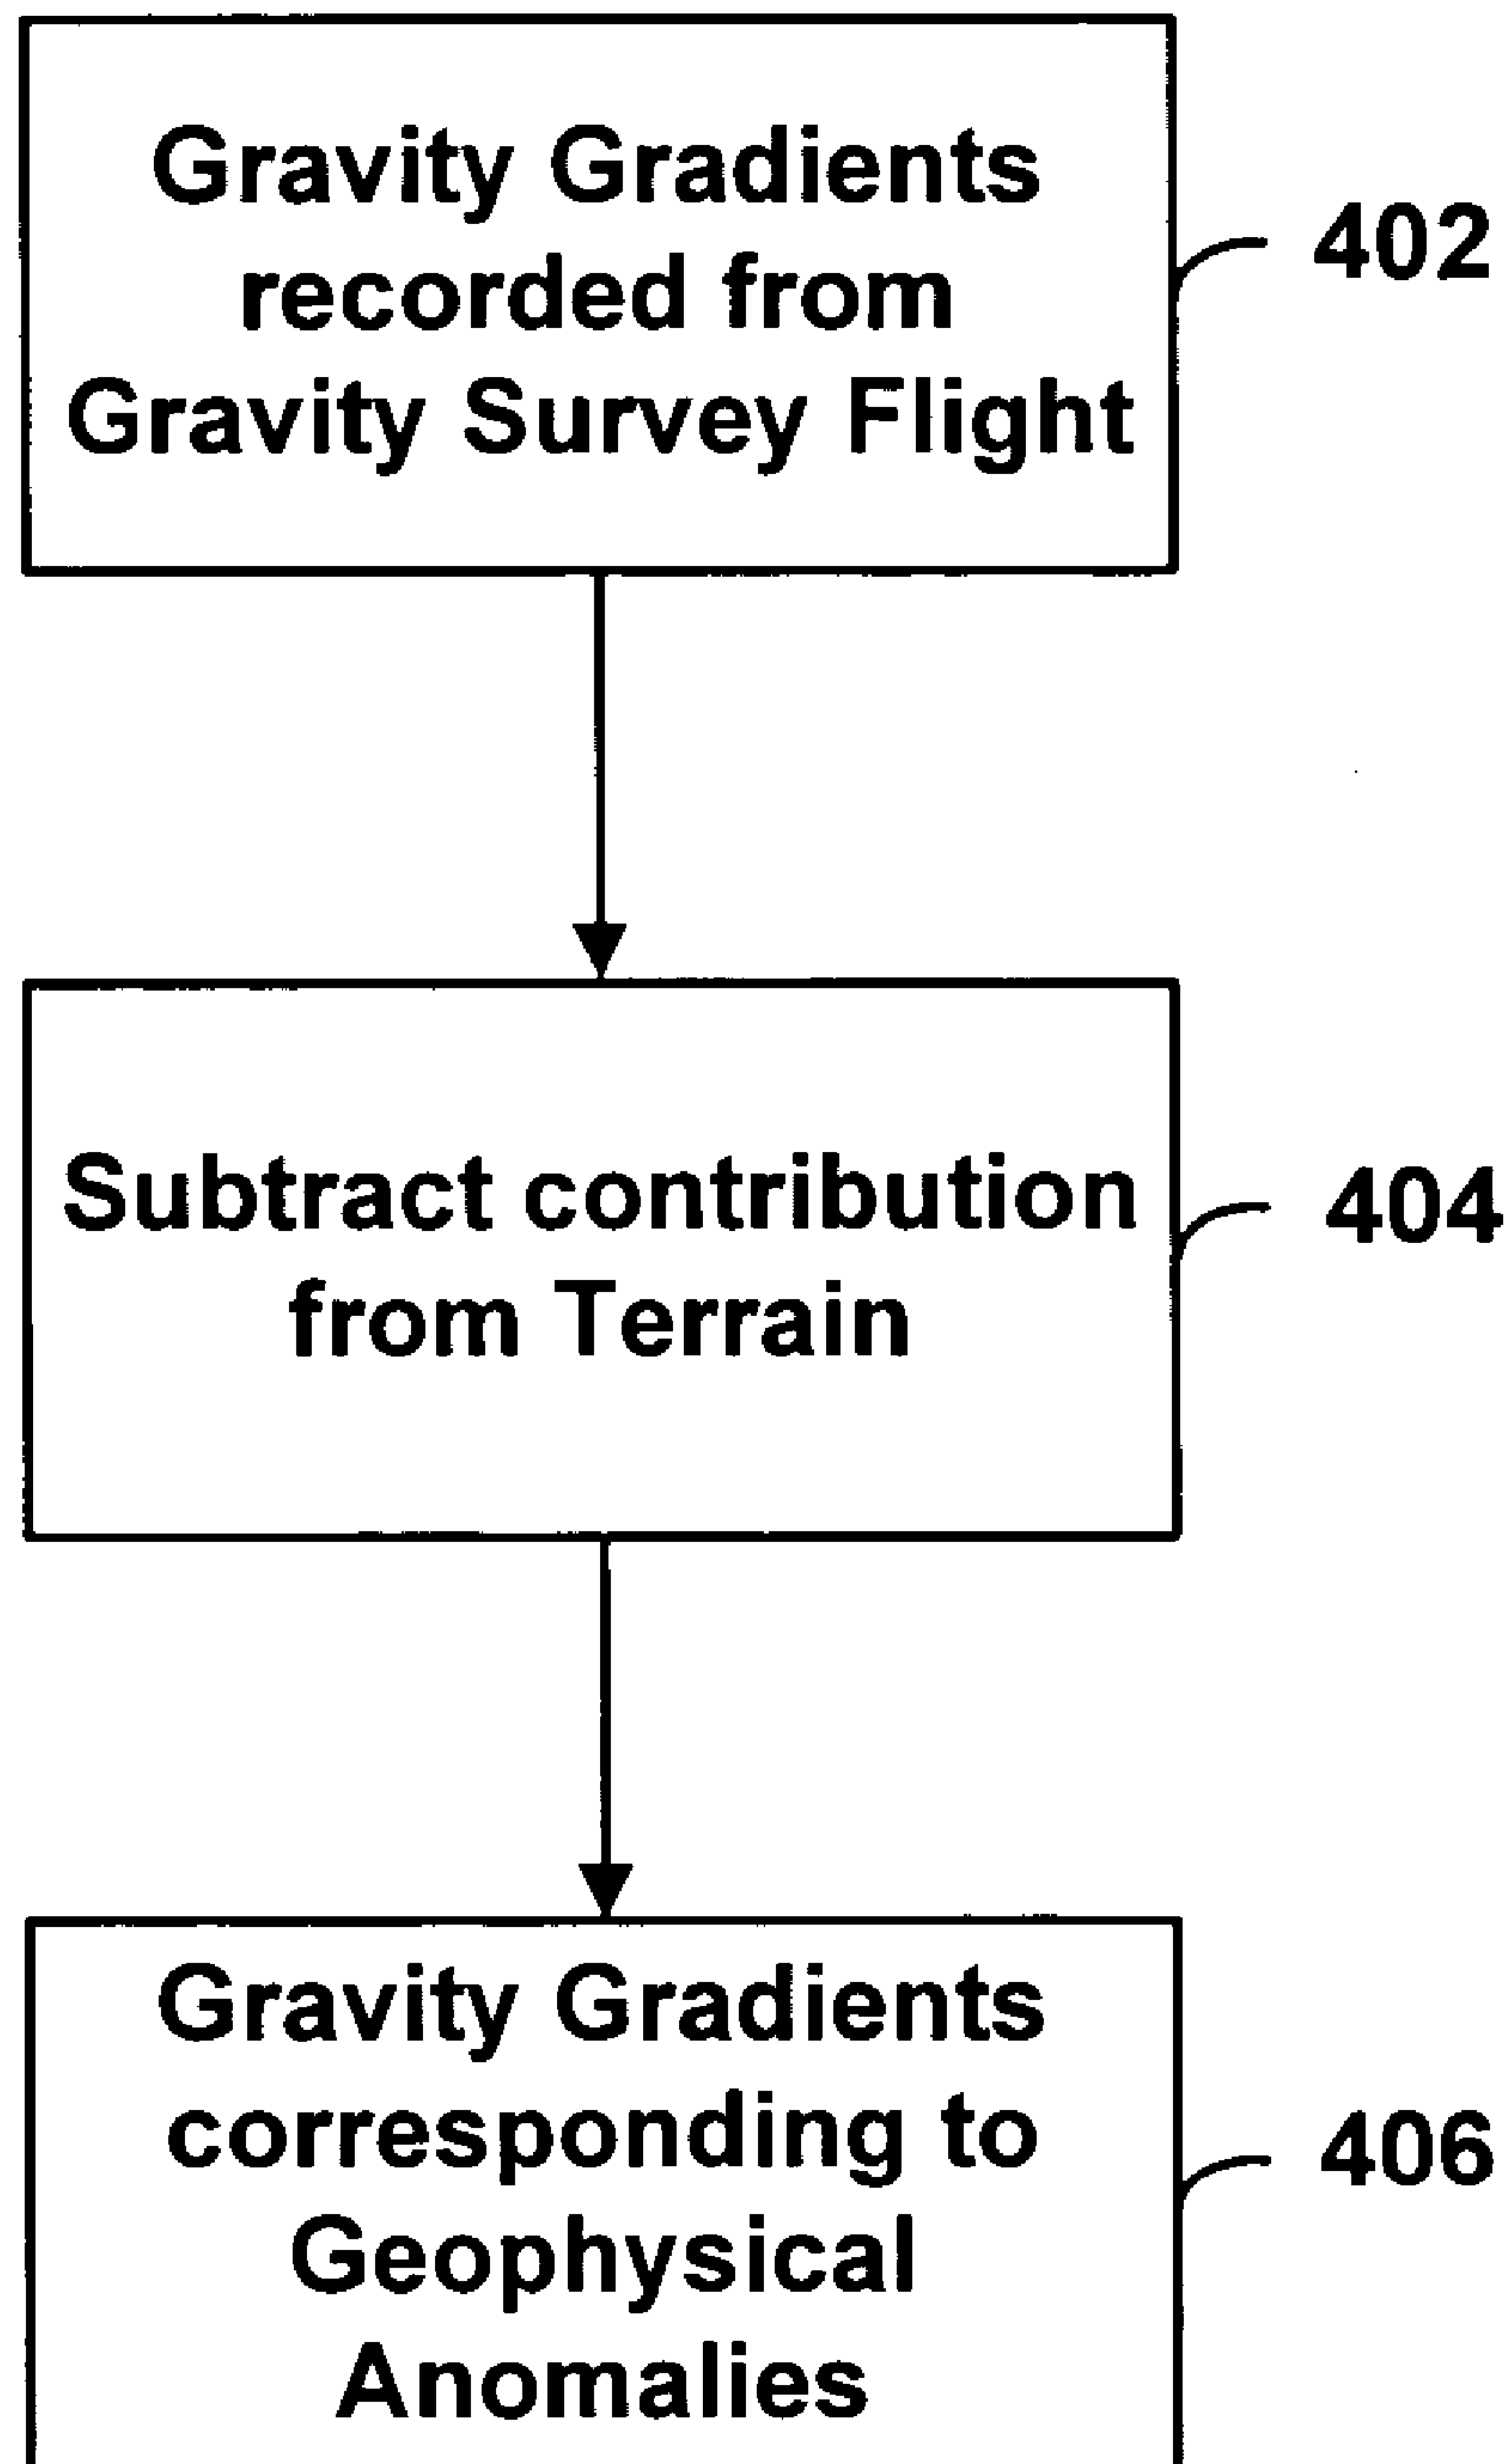 Gravity Gradients
recorded from
Gravity Survey Flight
402
Subtract contribution
from Terrain
404
Gravity Gradients
corresponding to
Geophysical
Anomalies
406